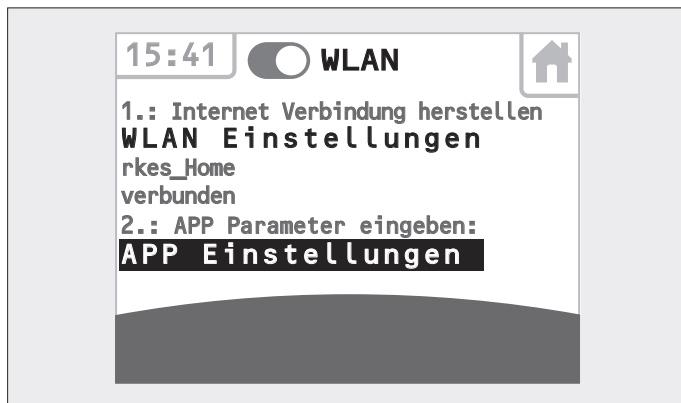 15:41 WLAN
1.: Internet Verbindung herstellen
WLAN Einstellungen
rkes_Home
verbunden
2.: APP Parameter eingeben:
APP Einstellungen